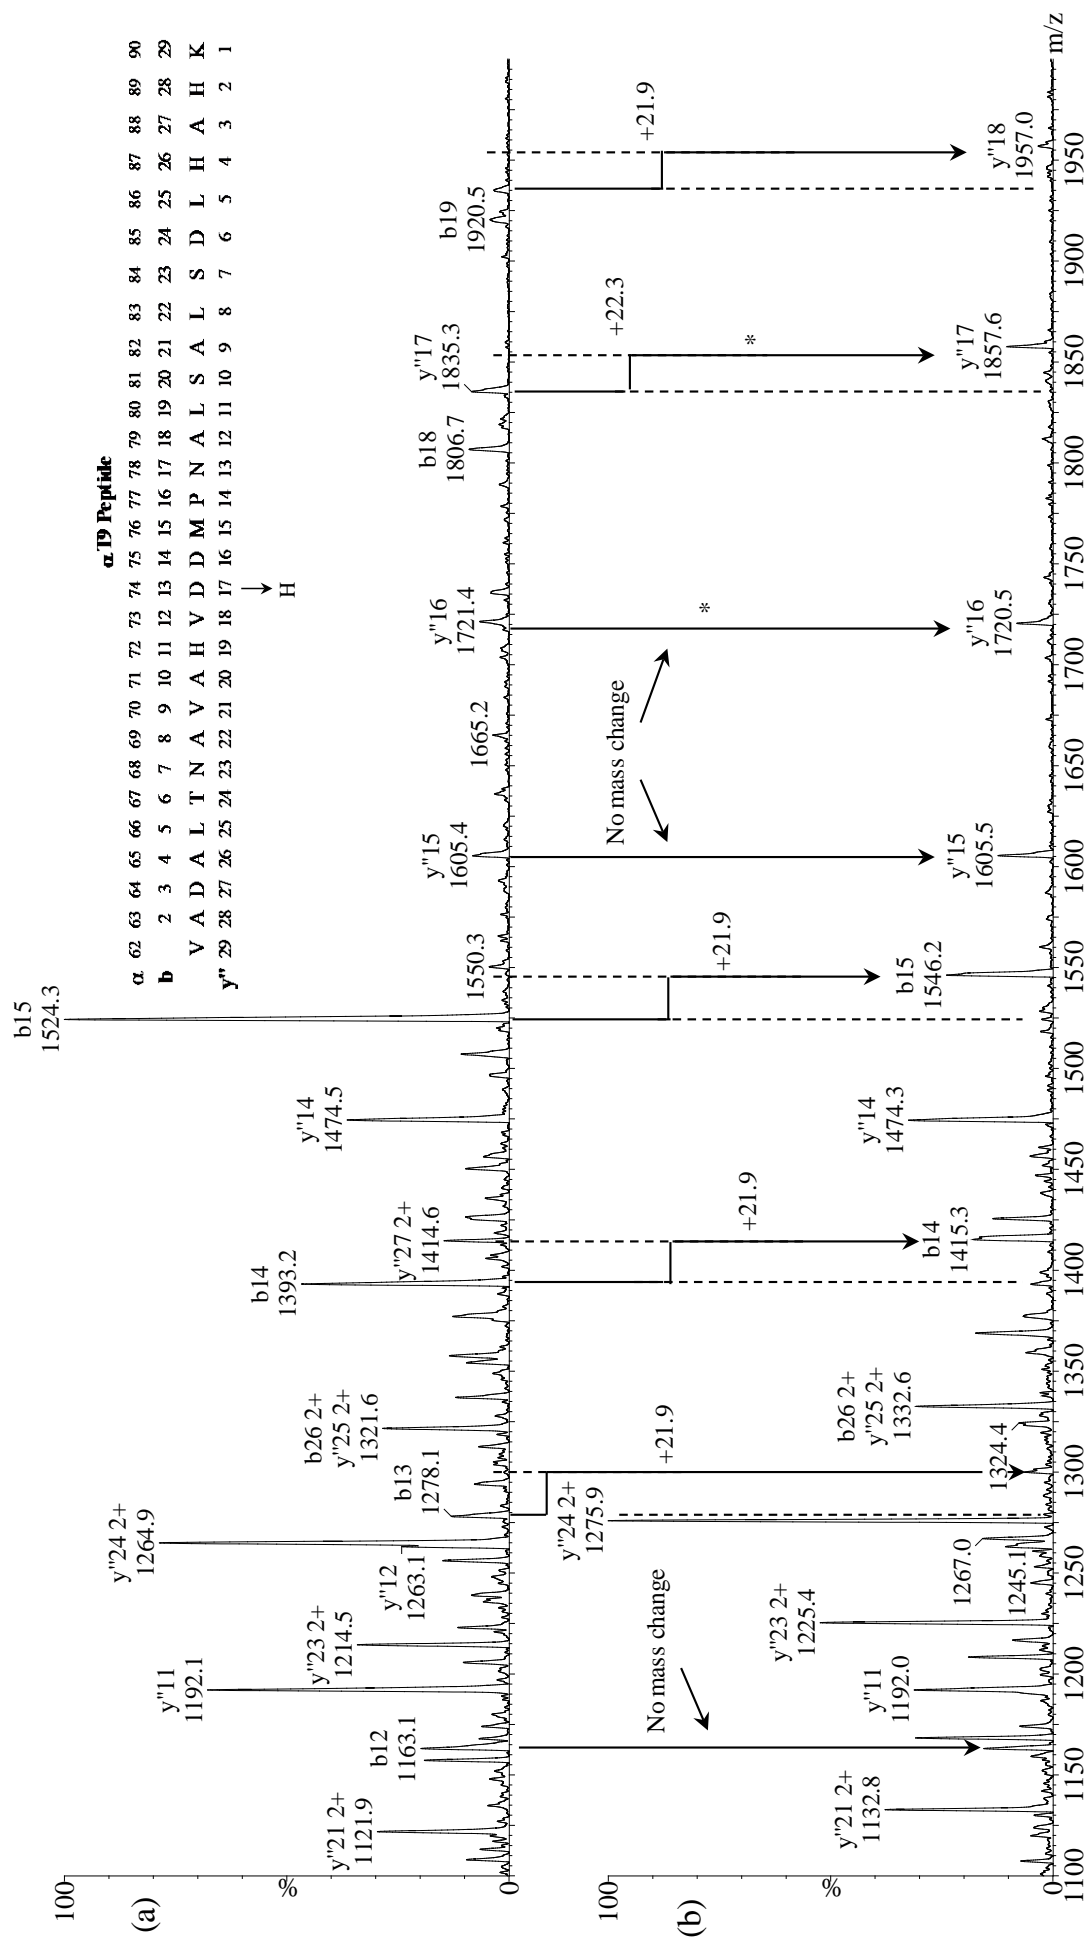 α T9 Peptide
α 62 63 64 65 66 67 68 69 70 71 72 73 74 75 76 77 78 79 80 81 82 83 84 85 86 87 88 89 90
b 2 3 4 5 6 7 8 9 10 11 12 13 14 15 16 17 18 19 20 21 22 23 24 25 26 27 28 29
V A D A L T N A V A H V D D M P N A L S A L S D L H A H K
y" 29 28 27 26 25 24 23 22 21 20 19 18 17 16 15 14 13 12 11 10 9 8 7 6 5 4 3 2 1
H
(a)
100
%
0
y"21 2+
1121.9
b12
1163.1
y"11
1192.1
y"23 2+
1214.5
y"12
1263.1
y"24 2+
1264.9
b13
1278.1
b26 2+
y"25 2+
1321.6
b14
1393.2
y"27 2+
1414.6
y"14
1474.5
b15
1524.3
1550.3
y"15
1605.4
1665.2
y"16
1721.4
b18
1806.7
y"17
1835.3
b19
1920.5
No mass change
+21.9
+21.9
+21.9
No mass change
*
+22.3
*
+21.9
(b)
100
%
0
y"21 2+
1132.8
y"11
1192.0
y"23 2+
1225.4
1245.1
1267.0
y"24 2+
1275.9
1324.4
b26 2+
y"25 2+
1332.6
b14
1415.3
y"14
1474.3
b15
1546.2
y"15
1605.5
y"16
1720.5
y"17
1857.6
y"18
1957.0
1100 1150 1200 1250 1300 1350 1400 1450 1500 1550 1600 1650 1700 1750 1800 1850 1900 1950
m/z